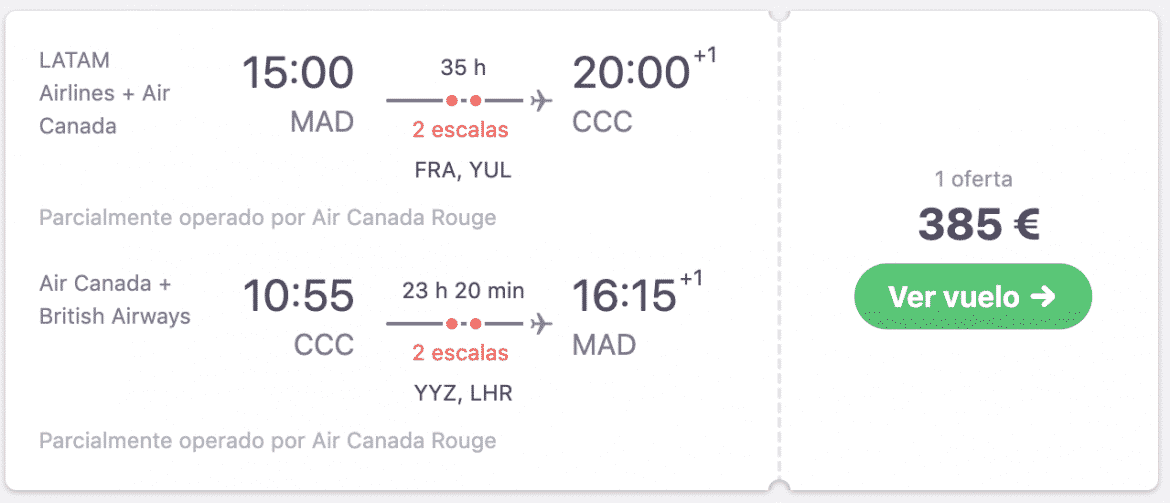 LATAM
Airlines + Air
Canada
15:00
MAD
35 h
2 escalas
FRA, YUL
20:00+1
CCC
Parcialmente operado por Air Canada Rouge
Air Canada +
British Airways
10:55
CCC
23 h 20 min
2 escalas
YYZ, LHR
16:15+1
MAD
Parcialmente operado por Air Canada Rouge
1 oferta
385 €
Ver vuelo →